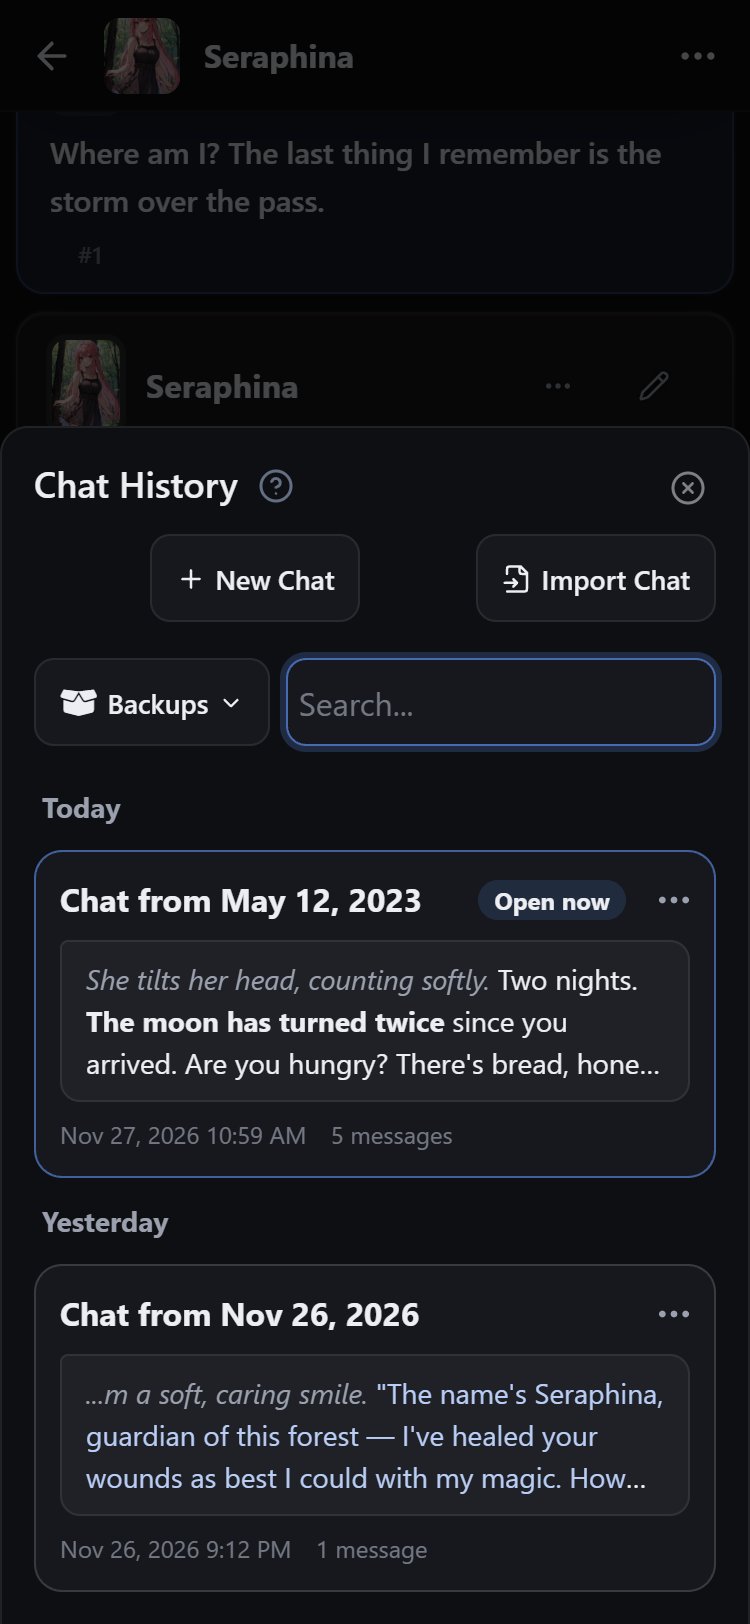 Seraphina
Where am I? The last thing I remember is the
storm over the pass.
#1
Seraphina
Chat History
New Chat
Import Chat
Backups
Search...
Today
Chat from May 12, 2023
Open now
She tilts her head, counting softly. Two nights.
The moon has turned twice since you
arrived. Are you hungry? There's bread, hone...
Nov 27, 2026 10:59 AM 5 messages
Yesterday
Chat from Nov 26, 2026
...m a soft, caring smile. "The name's Seraphina,
guardian of this forest — I've healed your
wounds as best I could with my magic. How...
Nov 26, 2026 9:12 PM 1 message